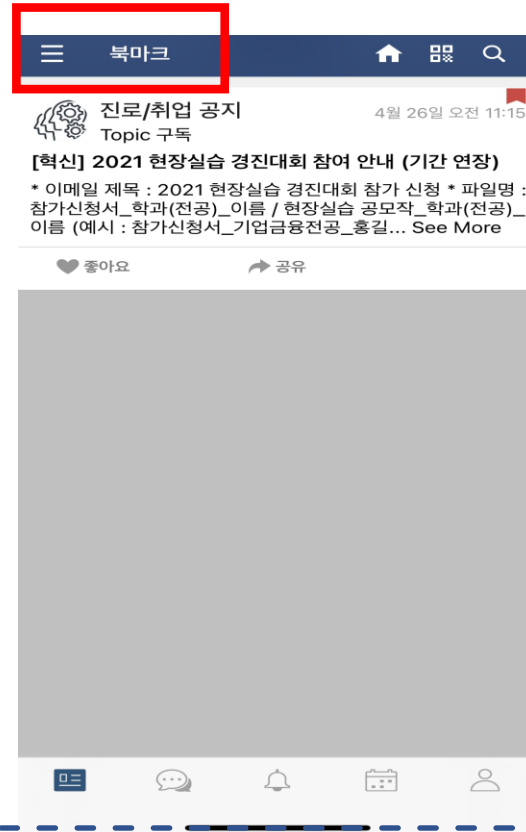 북마크
진로/취업 공지
4월 26일 오전 11:15
Topic 구독
[혁신] 2021 현장실습 경진대회 참여 안내 (기간 연장)
* 이메일 제목 : 2021 현장실습 경진대회 참가 신청 * 파일명 :
참가신청서_학과(전공)_이름 / 현장실습 공모작_학과(전공)_
이름 (예시 : 참가신청서_기업금융전공_홍길... See More
좋아요
공유